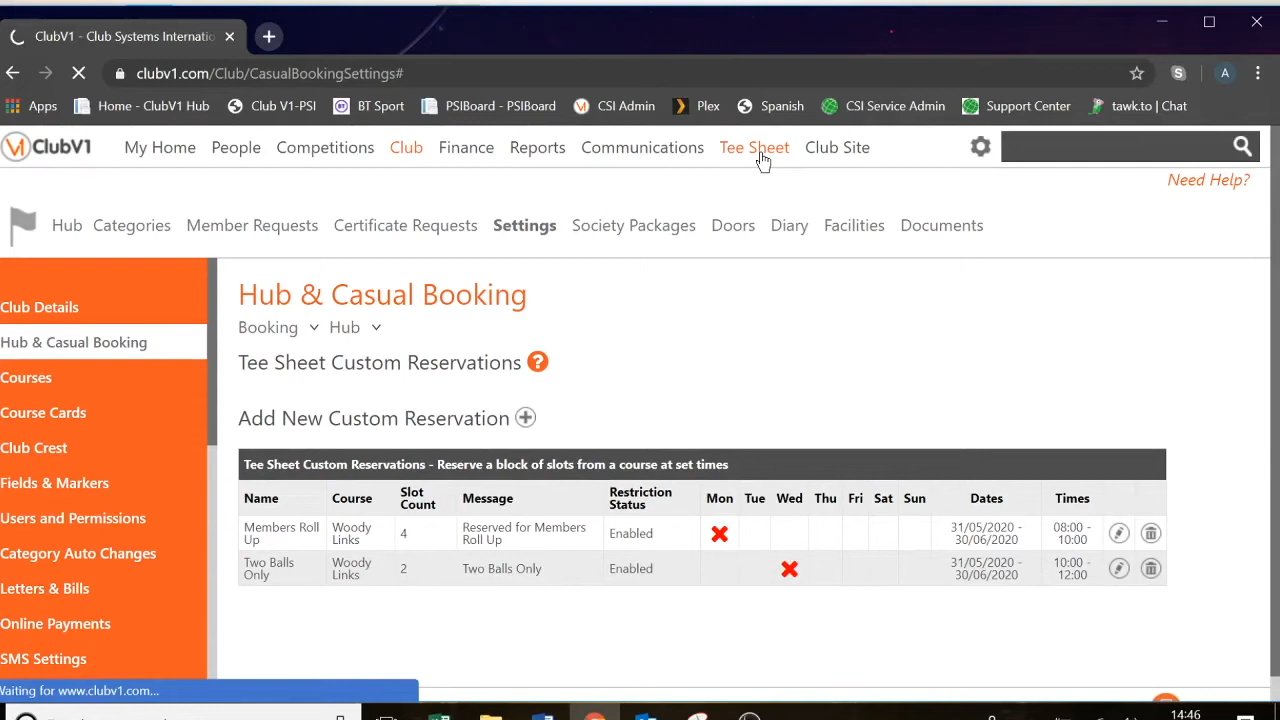 ClubV1 - Club Systems Internatio
clubv1.com/Club/CasualBookingSettings#
A
Apps Home - ClubV1 Hub Club V1-PSI BT Sport PSIBoard - PSIBoard CSI Admin Plex Spanish CSI Service Admin Support Center tawk.to | Chat
V1 ClubV1 My Home People Competitions Club Finance Reports Communications Tee Sheet Club Site
Need Help?
Hub Categories Member Requests Certificate Requests Settings Society Packages Doors Diary Facilities Documents
Club Details
Hub & Casual Booking
Courses
Course Cards
Club Crest
Fields & Markers
Users and Permissions
Category Auto Changes
Letters & Bills
Online Payments
SMS Settings
Hub & Casual Booking
Booking Hub
Tee Sheet Custom Reservations ?
Add New Custom Reservation
Tee Sheet Custom Reservations - Reserve a block of slots from a course at set times
Name Course Slot Count Message Restriction Status Mon Tue Wed Thu Fri Sat Sun Dates Times
Members Roll Up Woody Links 4 Reserved for Members Roll Up Enabled 31/05/2020 - 30/06/2020 08:00 - 10:00
Two Balls Only Woody Links 2 Two Balls Only Enabled 31/05/2020 - 30/06/2020 10:00 - 12:00
Waiting for www.clubv1.com...
14:46